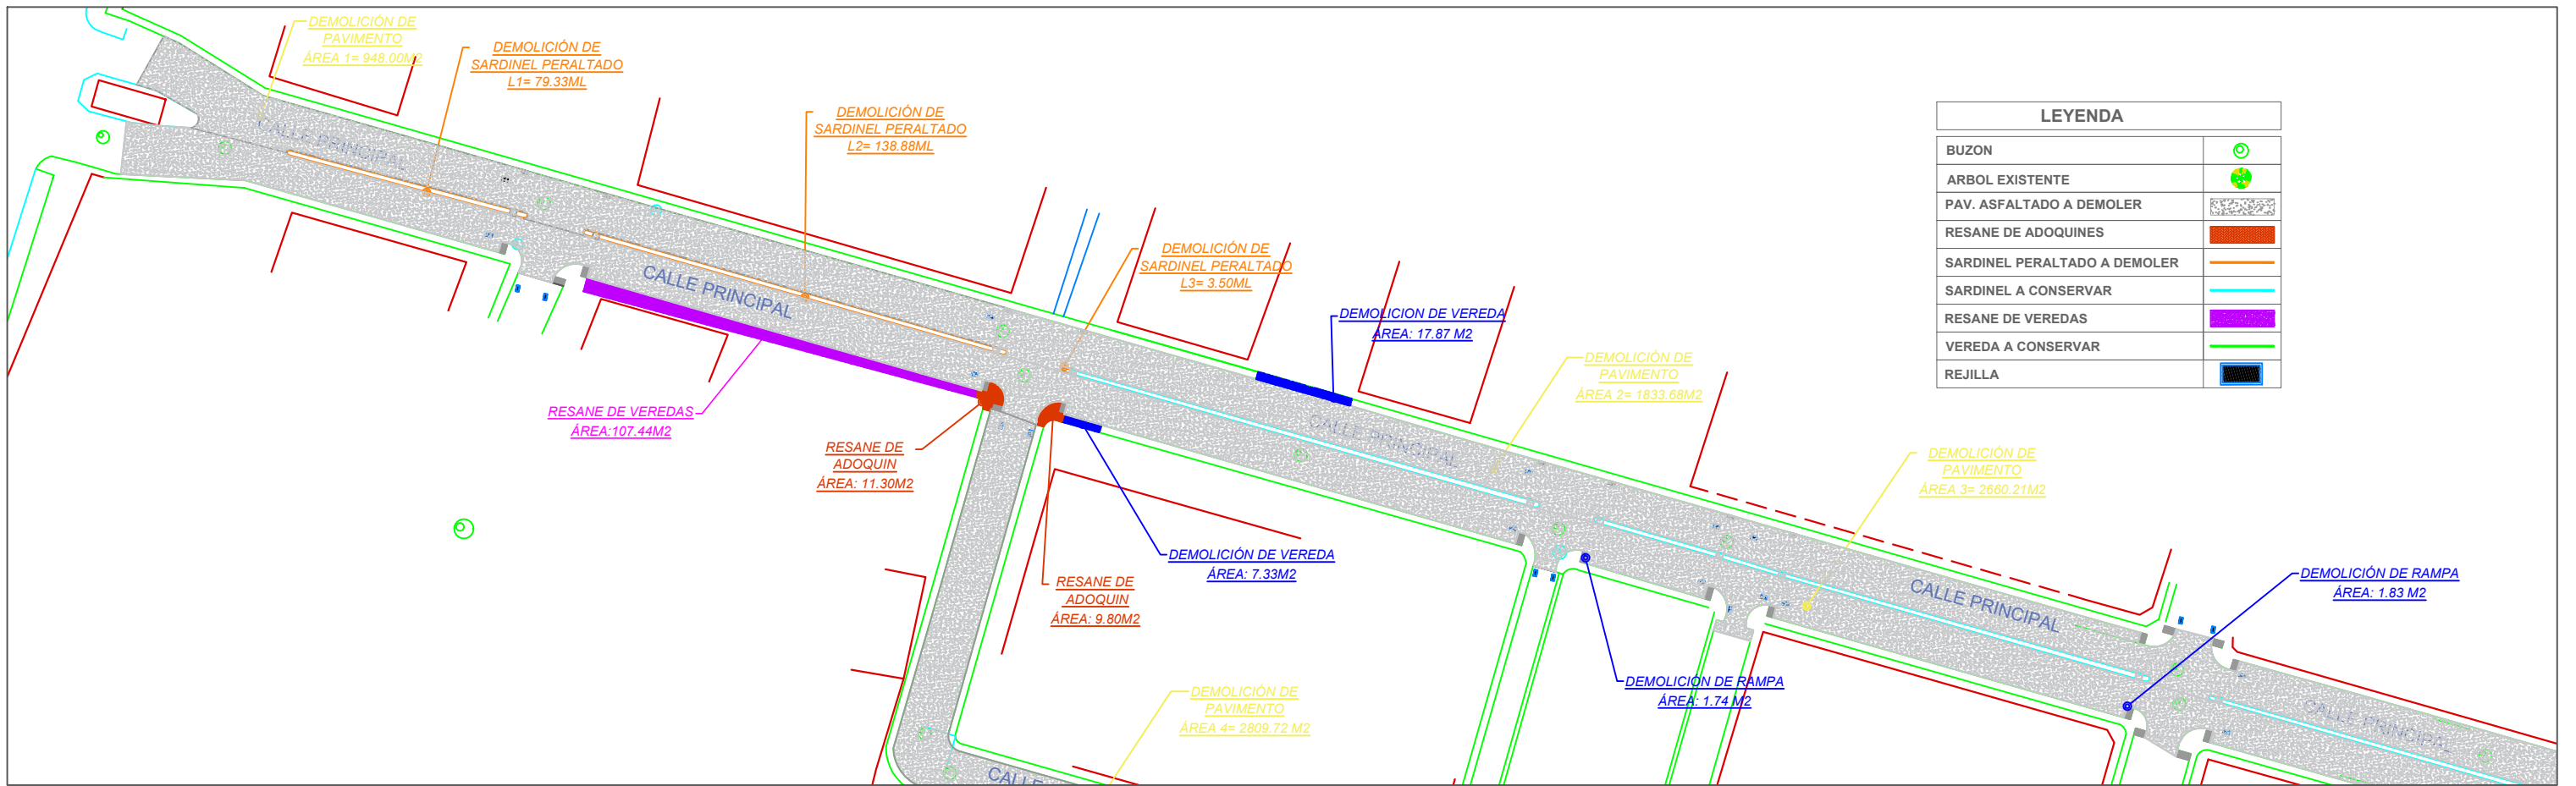 DEMOLICIÓN DE
PAVIMENTO
ÁREA 1= 948.00M2
DEMOLICIÓN DE
SARDINEL PERALTADO
L1= 79.33ML
DEMOLICIÓN DE
SARDINEL PERALTADO
L2= 138.88ML
DEMOLICIÓN DE
SARDINEL PERALTADO
L3= 3.50ML
CALLE PRINCIPAL
CALLE PRINCIPAL
DEMOLICION DE VEREDA
ÁREA: 17.87 M2
DEMOLICIÓN DE
PAVIMENTO
ÁREA 2= 1833.68M2
RESANE DE VEREDAS
ÁREA:107.44M2
RESANE DE
ADOQUIN
ÁREA: 11.30M2
CALLE PRINCIPAL
DEMOLICIÓN DE
PAVIMENTO
ÁREA 3= 2660.21M2
DEMOLICIÓN DE VEREDA
ÁREA: 7.33M2
RESANE DE
ADOQUIN
ÁREA: 9.80M2
CALLE PRINCIPAL
DEMOLICIÓN DE RAMPA
ÁREA: 1.83 M2
DEMOLICIÓN DE RAMPA
ÁREA: 1.74 M2
DEMOLICIÓN DE
PAVIMENTO
ÁREA 4= 2809.72 M2
CALLE PRINCIPAL
CALLE
LEYENDA
BUZON
ARBOL EXISTENTE
PAV. ASFALTADO A DEMOLER
RESANE DE ADOQUINES
SARDINEL PERALTADO A DEMOLER
SARDINEL A CONSERVAR
RESANE DE VEREDAS
VEREDA A CONSERVAR
REJILLA